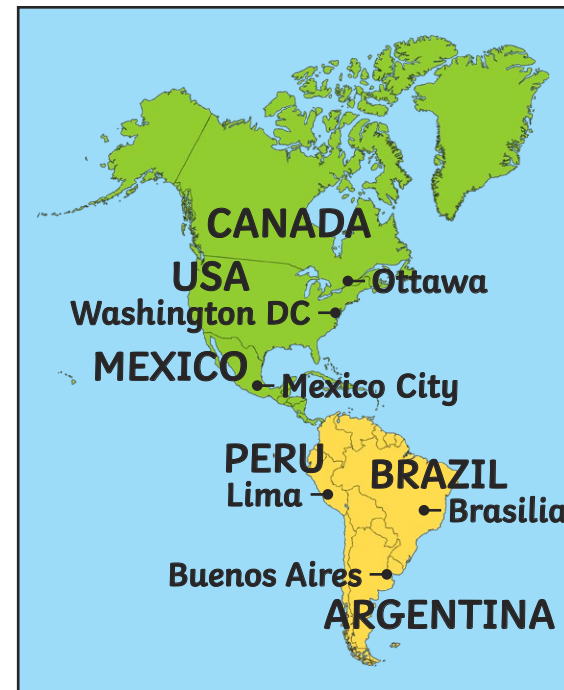 CANADA
USA
Ottawa
Washington DC
MEXICO
Mexico City
PERU
BRAZIL
Lima
Brasilia
Buenos Aires
ARGENTINA